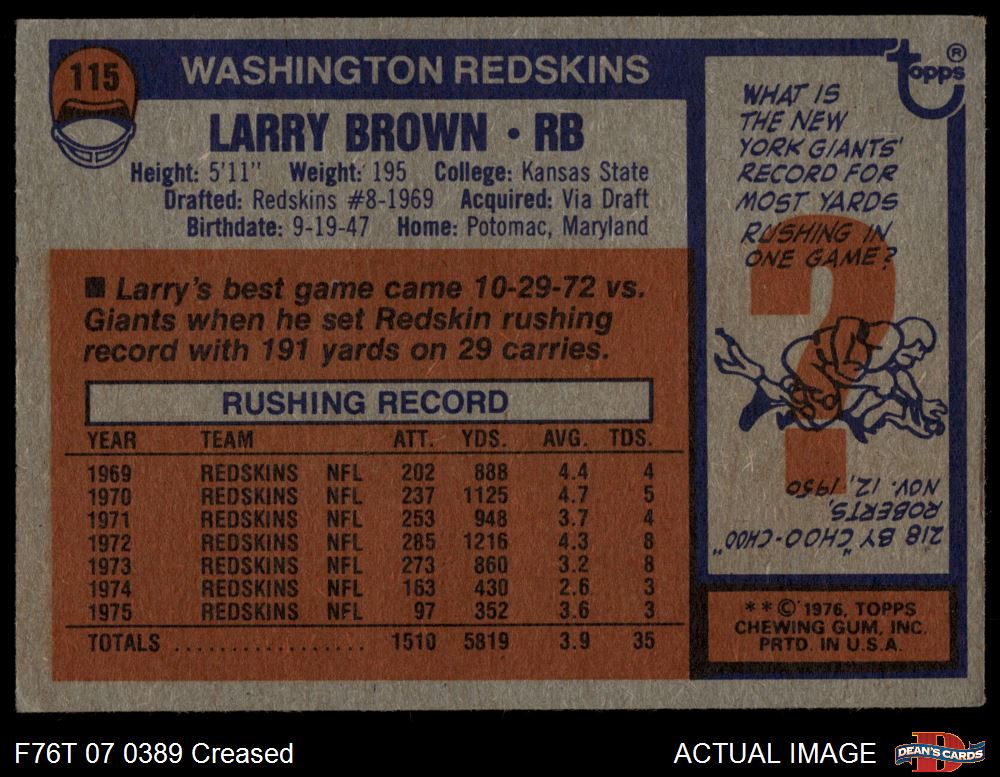 115
WASHINGTON REDSKINS
LARRY BROWN • RB
Height: 5'11" Weight: 195 College: Kansas State
Drafted: Redskins #8-1969 Acquired: Via Draft
Birthdate: 9-19-47 Home: Potomac, Maryland
■ Larry's best game came 10-29-72 vs.
Giants when he set Redskin rushing
record with 191 yards on 29 carries.
RUSHING RECORD
YEAR TEAM ATT. YDS. AVG. TDS.
1969 REDSKINS NFL 202 888 4.4 4
1970 REDSKINS NFL 237 1125 4.7 5
1971 REDSKINS NFL 253 948 3.7 4
1972 REDSKINS NFL 285 1216 4.3 8
1973 REDSKINS NFL 273 860 3.2 8
1974 REDSKINS NFL 163 430 2.6 3
1975 REDSKINS NFL 97 352 3.6 3
TOTALS .................. 1510 5819 3.9 35
topps®
WHAT IS
THE NEW
YORK GIANTS'
RECORD FOR
MOST YARDS
RUSHING IN
ONE GAME?
?
218 BY "CHOO-CHOO"
ROBERTS,
NOV. 12, 1950
* * © 1976, TOPPS
CHEWING GUM, INC.
PRTD. IN U.S.A.
F76T 07 0389 Creased
ACTUAL IMAGE
D
DEAN'S CARDS